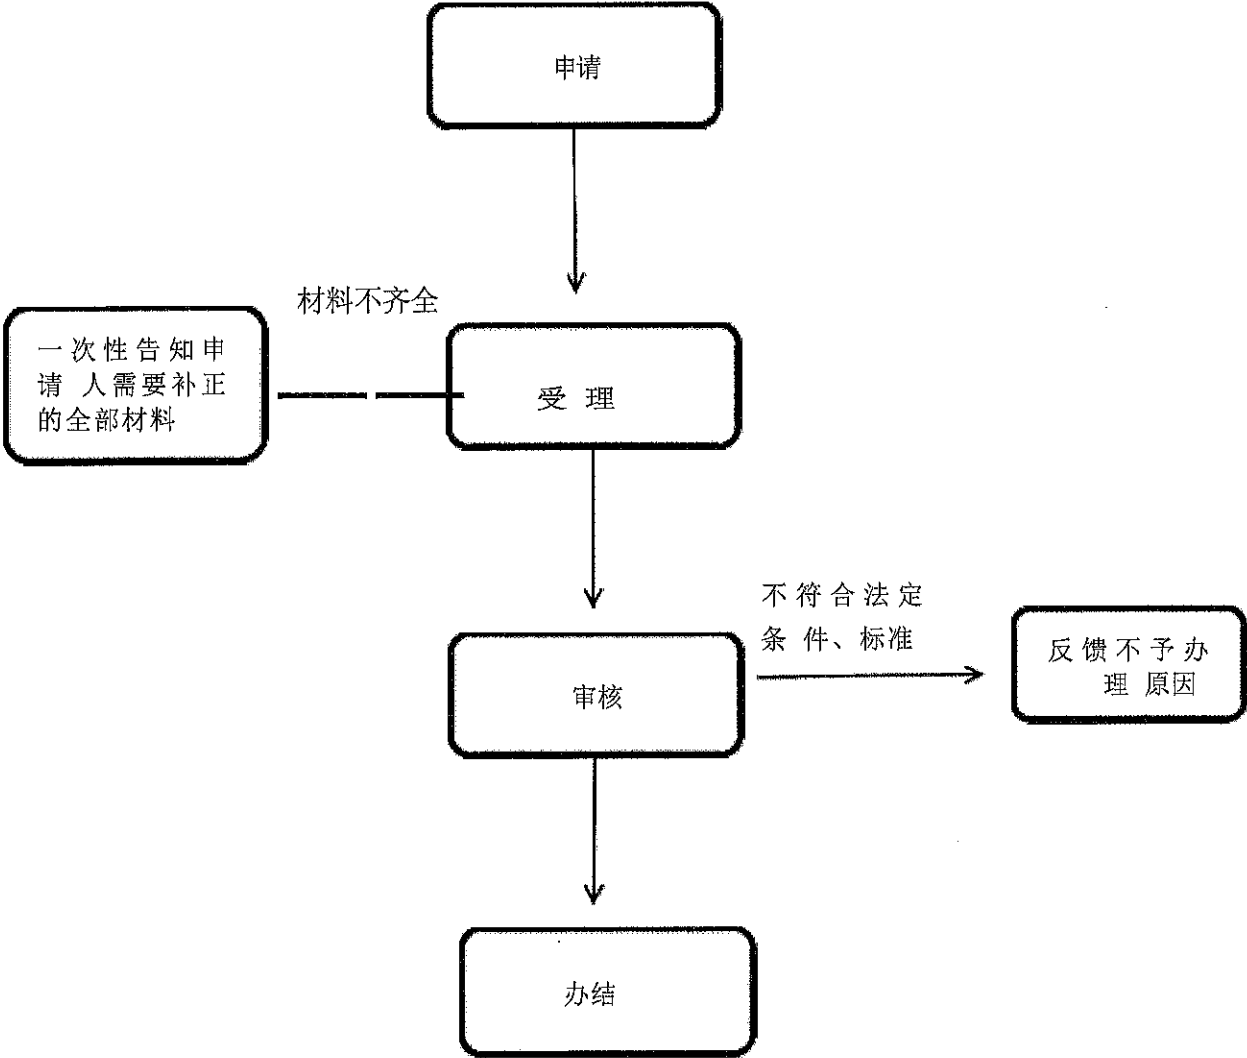 申请
材料不齐全
一次性告知申
请 人需要补正
的全部材料
受 理
不符合法定
条 件、标准
反馈不予办
理 原因
审核
办结